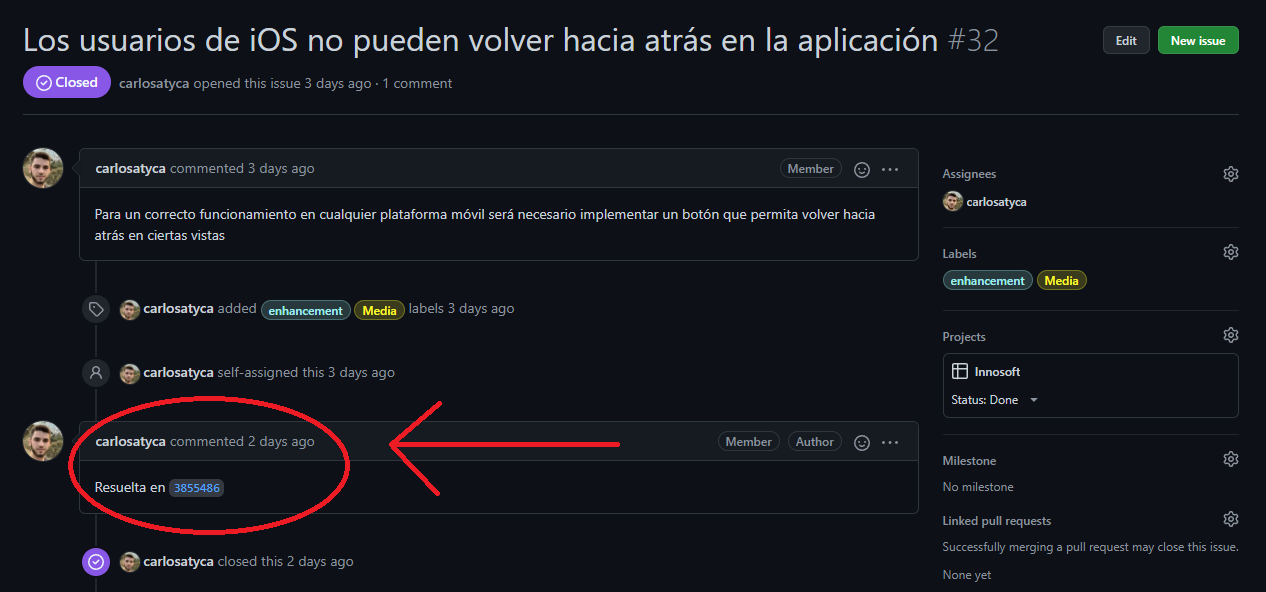 Los usuarios de iOS no pueden volver hacia atrás en la aplicación #32
Edit
New issue
Closed
carlosatyca opened this issue 3 days ago · 1 comment
carlosatyca commented 3 days ago
Member
Para un correcto funcionamiento en cualquier plataforma móvil será necesario implementar un botón que permita volver hacia
atrás en ciertas vistas
carlosatyca added enhancement Media labels 3 days ago
carlosatyca self-assigned this 3 days ago
carlosatyca commented 2 days ago
Member
Author
Resuelta en 3855486
carlosatyca closed this 2 days ago
Assignees
carlosatyca
Labels
enhancement Media
Projects
Innosoft
Status: Done
Milestone
No milestone
Linked pull requests
Successfully merging a pull request may close this issue.
None yet